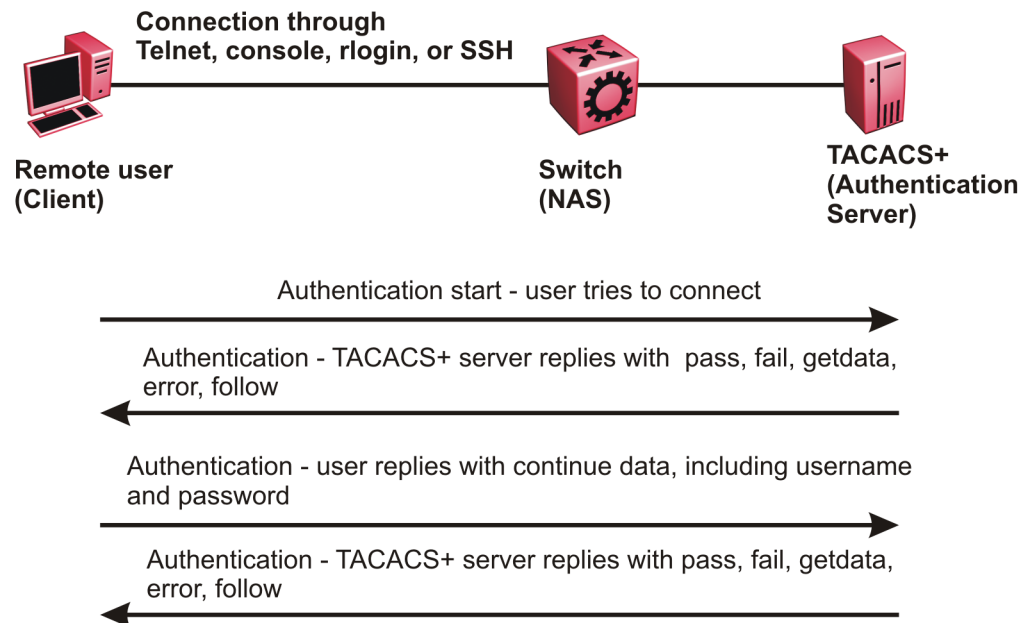 Connection through
Telnet, console, rlogin, or SSH
Remote user
(Client)
Switch
(NAS)
TACACS+
(Authentication
Server)
Authentication start - user tries to connect
Authentication - TACACS+ server replies with  pass, fail, getdata,
error, follow
Authentication - user replies with continue data, including username
and password
Authentication - TACACS+ server replies with pass, fail, getdata,
error, follow